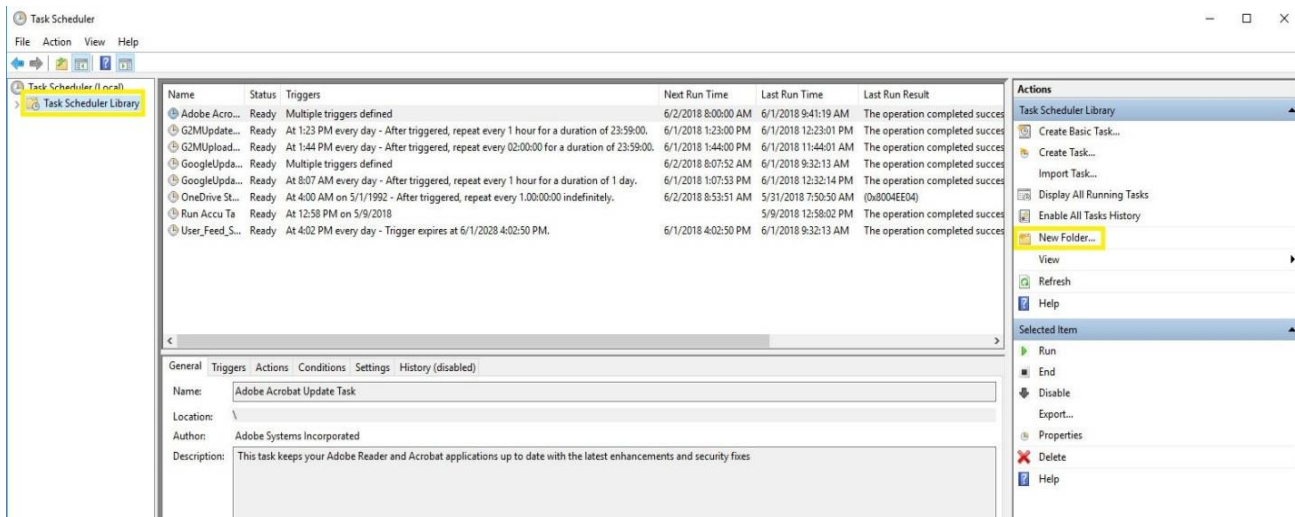 Task Scheduler
File Action View Help
Task Scheduler (Local)
Task Scheduler Library
Name Status Triggers Next Run Time Last Run Time Last Run Result
Adobe Acro... Ready Multiple triggers defined 6/2/2018 8:00:00 AM 6/1/2018 9:41:19 AM The operation completed succes
G2MUpdate... Ready At 1:23 PM every day - After triggered, repeat every 1 hour for a duration of 23:59:00. 6/1/2018 1:23:00 PM 6/1/2018 12:23:01 PM The operation completed succes
G2MUpload... Ready At 1:44 PM every day - After triggered, repeat every 02:00:00 for a duration of 23:59:00. 6/1/2018 1:44:00 PM 6/1/2018 11:44:01 AM The operation completed succes
GoogleUpda... Ready Multiple triggers defined 6/2/2018 8:07:52 AM 6/1/2018 9:32:13 AM The operation completed succes
GoogleUpda... Ready At 8:07 AM every day - After triggered, repeat every 1 hour for a duration of 1 day. 6/1/2018 1:07:53 PM 6/1/2018 12:32:14 PM The operation completed succes
OneDrive St... Ready At 4:00 AM on 5/1/1992 - After triggered, repeat every 1.00:00:00 indefinitely. 6/2/2018 8:53:51 AM 5/31/2018 7:50:50 AM (0x8004EE04)
Run Accu Ta Ready At 12:58 PM on 5/9/2018 5/9/2018 12:58:02 PM The operation completed succes
User_Feed_S... Ready At 4:02 PM every day - Trigger expires at 6/1/2028 4:02:50 PM. 6/1/2018 4:02:50 PM 6/1/2018 9:32:13 AM The operation completed succes
General Triggers Actions Conditions Settings History (disabled)
Name: Adobe Acrobat Update Task
Location: \
Author: Adobe Systems Incorporated
Description: This task keeps your Adobe Reader and Acrobat applications up to date with the latest enhancements and security fixes
Actions
Task Scheduler Library
Create Basic Task...
Create Task...
Import Task...
Display All Running Tasks
Enable All Tasks History
New Folder...
View
Refresh
Help
Selected Item
Run
End
Disable
Export...
Properties
Delete
Help